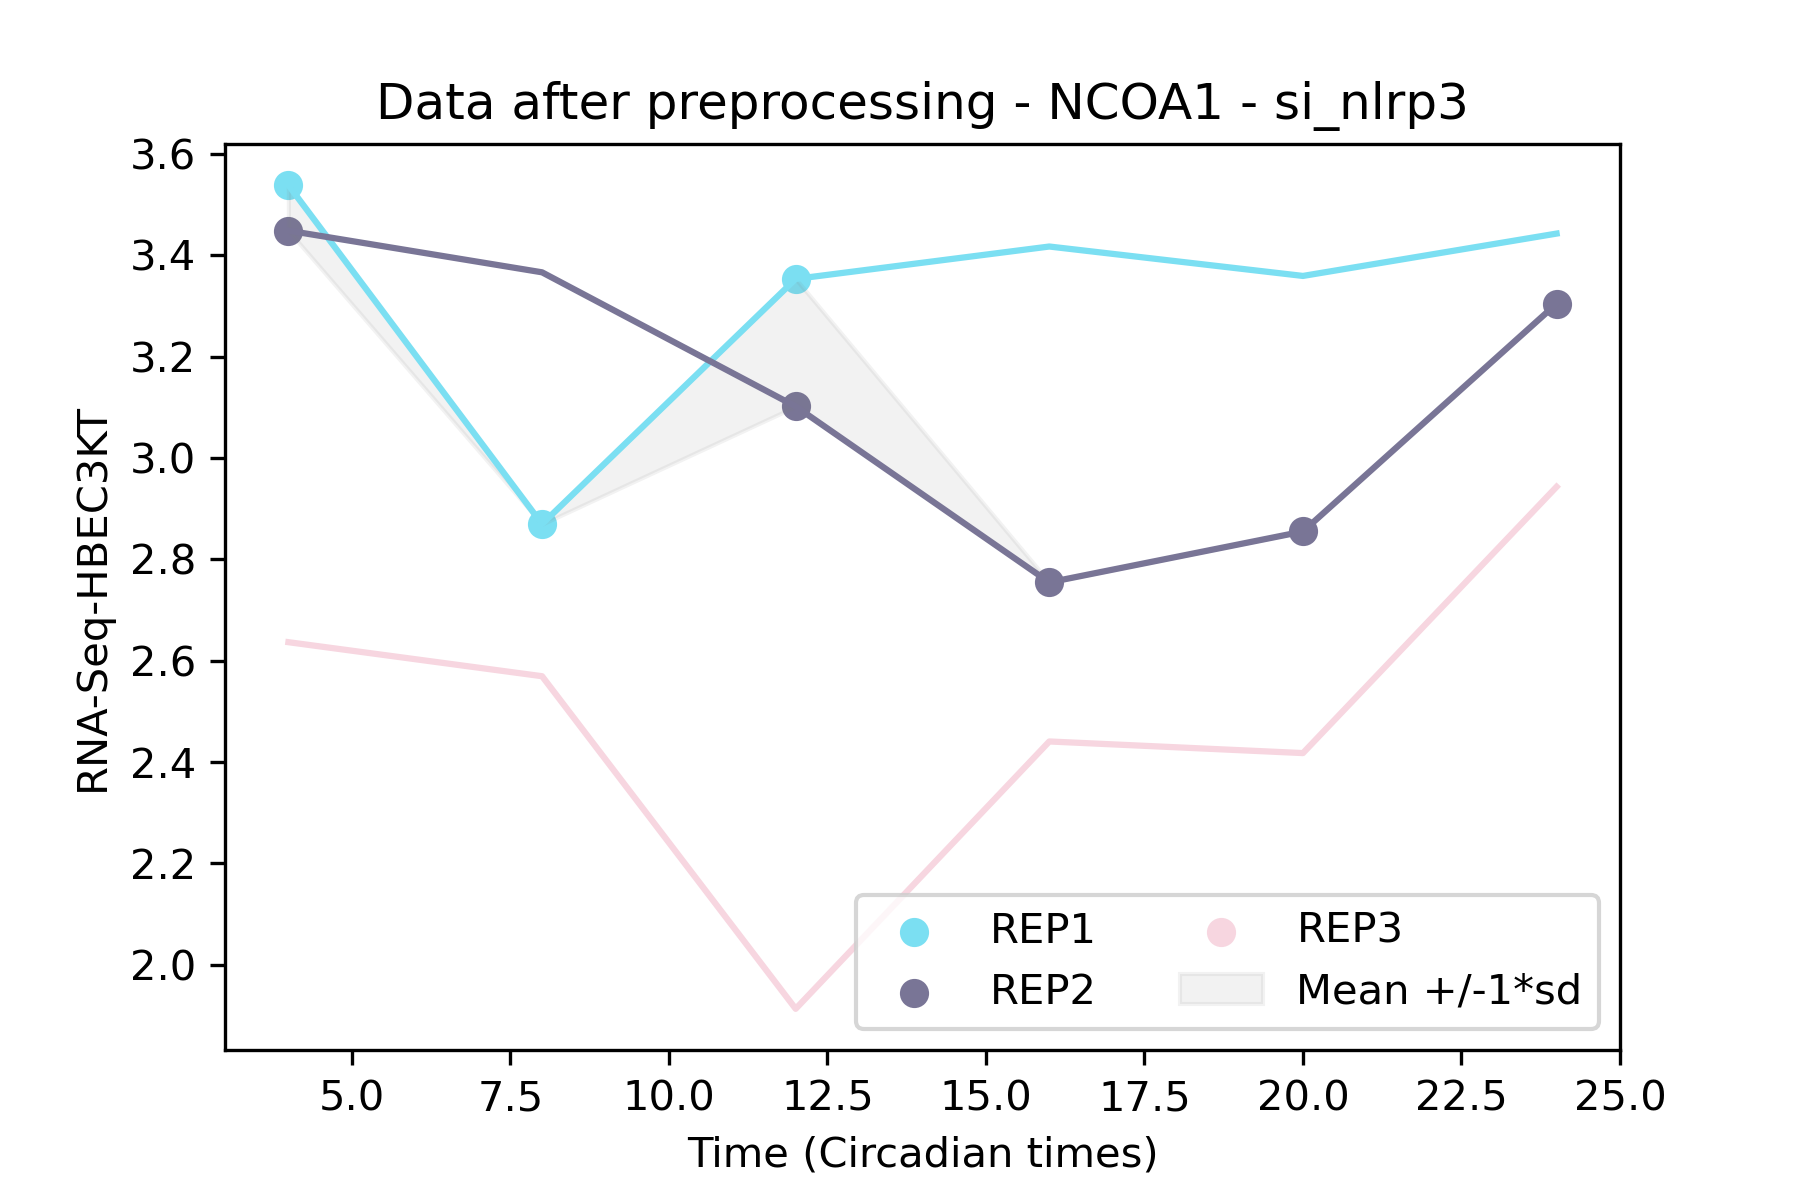 Data after preprocessing - NCOA1 - si_nlrp3
3.6
3.4
3.2
3.0
2.8
2.6
2.4
2.2
2.0
RNA-Seq-HBEC3KT
REP1
REP2
REP3
Mean +/-1*sd
5.0 7.5 10.0 12.5 15.0 17.5 20.0 22.5 25.0
Time (Circadian times)